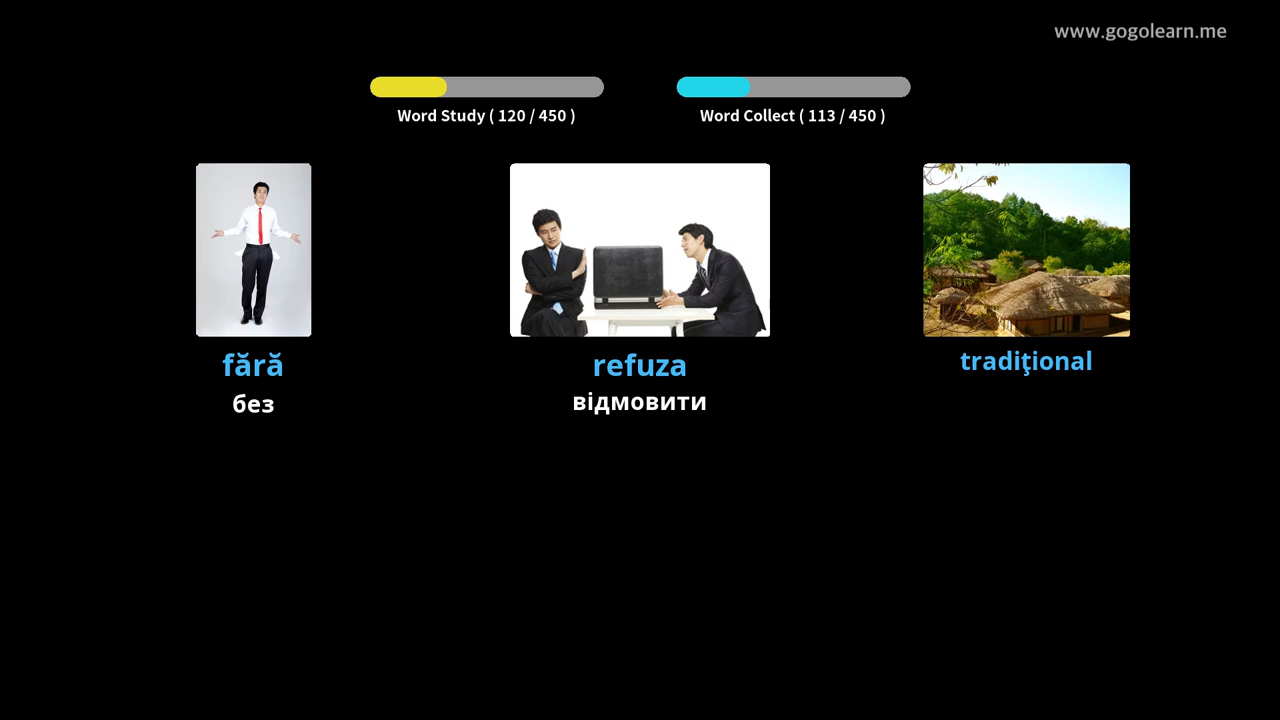 www.gogolearn.me
Word Study ( 120 / 450 )
Word Collect ( 113 / 450 )
fără
refuza
tradiţional
без
відмовити